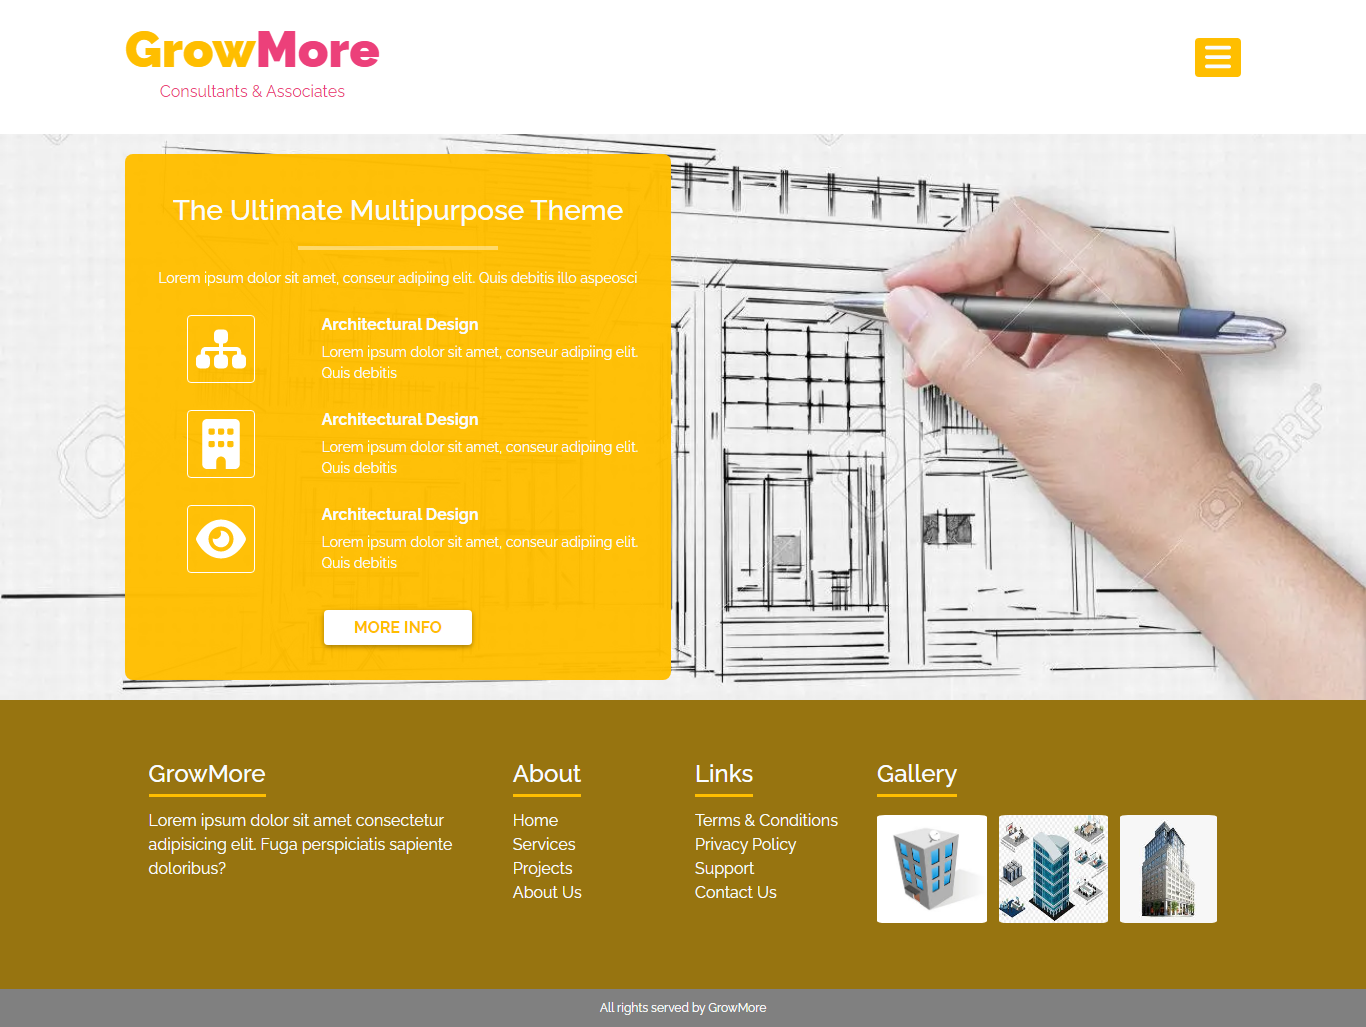 GrowMore
Consultants & Associates
The Ultimate Multipurpose Theme
Lorem ipsum dolor sit amet, conseur adipiing elit. Quis debitis illo aspeosci
Architectural Design
Lorem ipsum dolor sit amet, conseur adipiing elit.
Quis debitis
Architectural Design
Lorem ipsum dolor sit amet, conseur adipiing elit.
Quis debitis
Architectural Design
Lorem ipsum dolor sit amet, conseur adipiing elit.
Quis debitis
MORE INFO
123RF
GrowMore
Lorem ipsum dolor sit amet consectetur
adipisicing elit. Fuga perspiciatis sapiente
doloribus?
About
Home
Services
Projects
About Us
Links
Terms & Conditions
Privacy Policy
Support
Contact Us
Gallery
All rights served by GrowMore